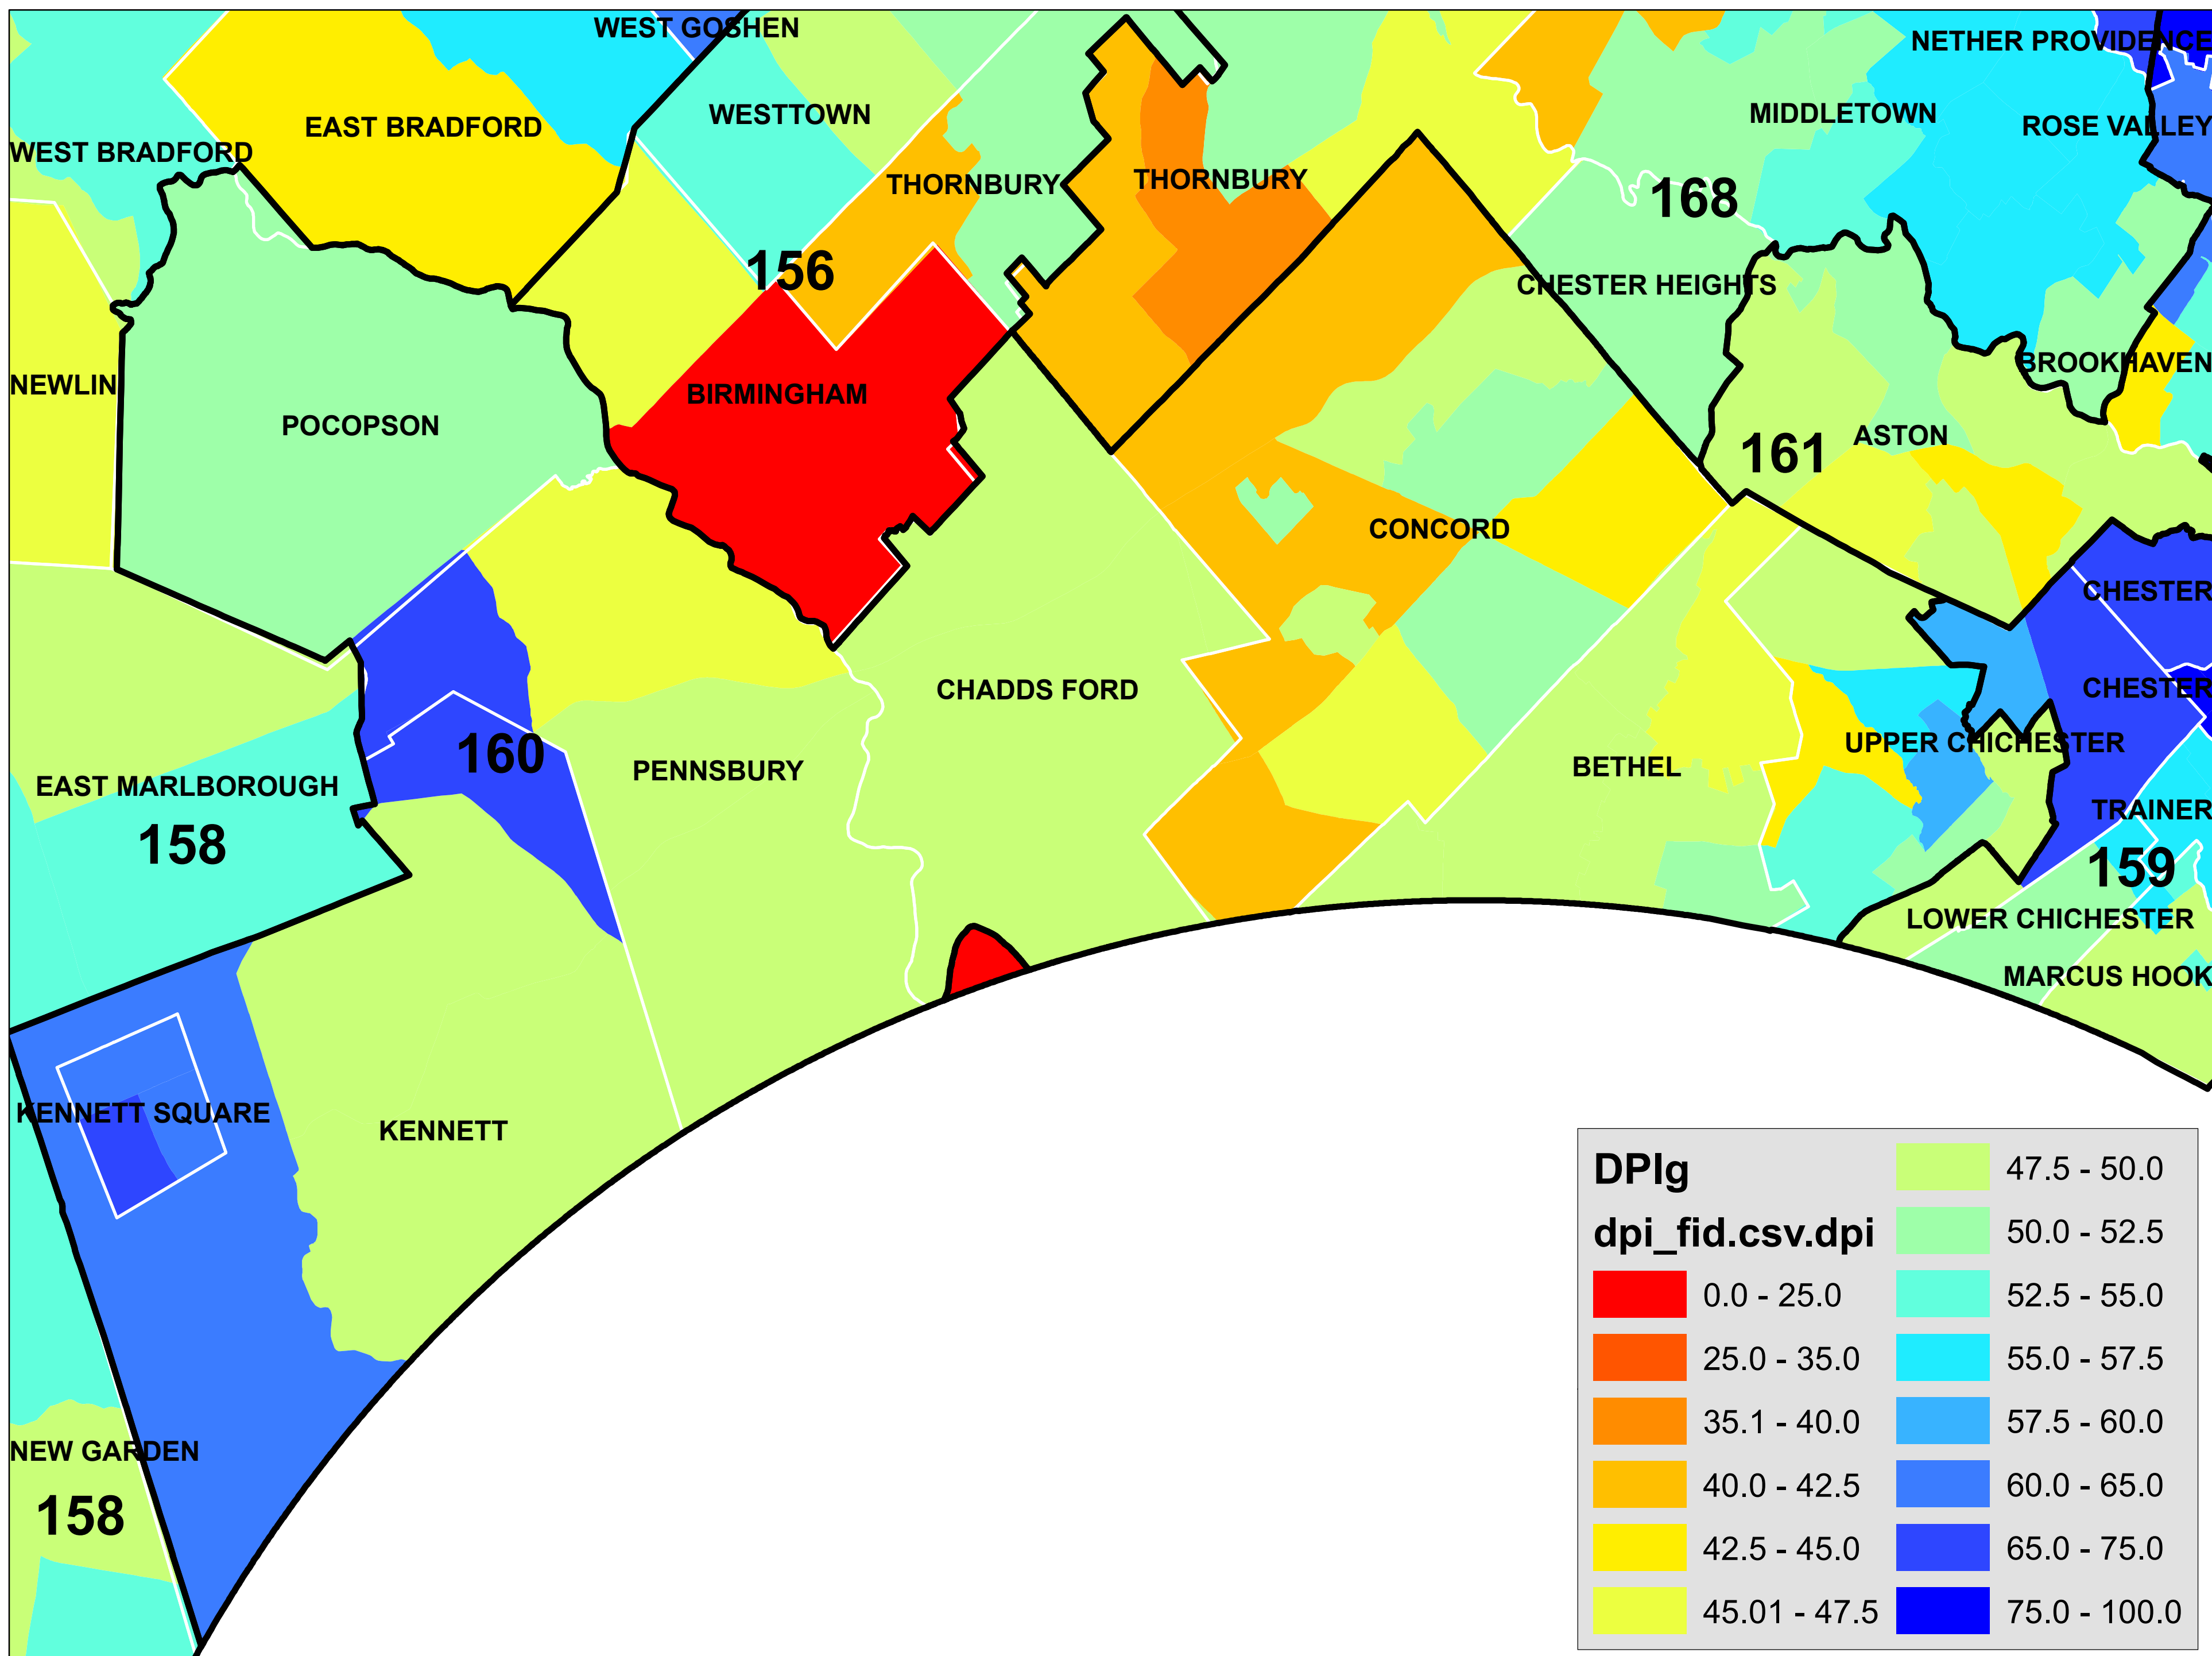 WEST GOSHEN
NETHER PROVIDENCE
WESTTOWN
MIDDLETOWN
EAST BRADFORD
ROSE VALLEY
WEST BRADFORD
THORNBURY
THORNBURY
168
156
CHESTER HEIGHTS
BROOKHAVEN
NEWLIN
BIRMINGHAM
POCOPSON
ASTON
161
CONCORD
CHESTER
CHADDS FORD
CHESTER
UPPER CHICHESTER
160
PENNSBURY
BETHEL
EAST MARLBOROUGH
TRAINER
158
159
LOWER CHICHESTER
MARCUS HOOK
KENNETT SQUARE
KENNETT
NEW GARDEN
158
DPIg
dpi_fid.csv.dpi
0.0 - 25.0
25.0 - 35.0
35.1 - 40.0
40.0 - 42.5
42.5 - 45.0
45.01 - 47.5
47.5 - 50.0
50.0 - 52.5
52.5 - 55.0
55.0 - 57.5
57.5 - 60.0
60.0 - 65.0
65.0 - 75.0
75.0 - 100.0